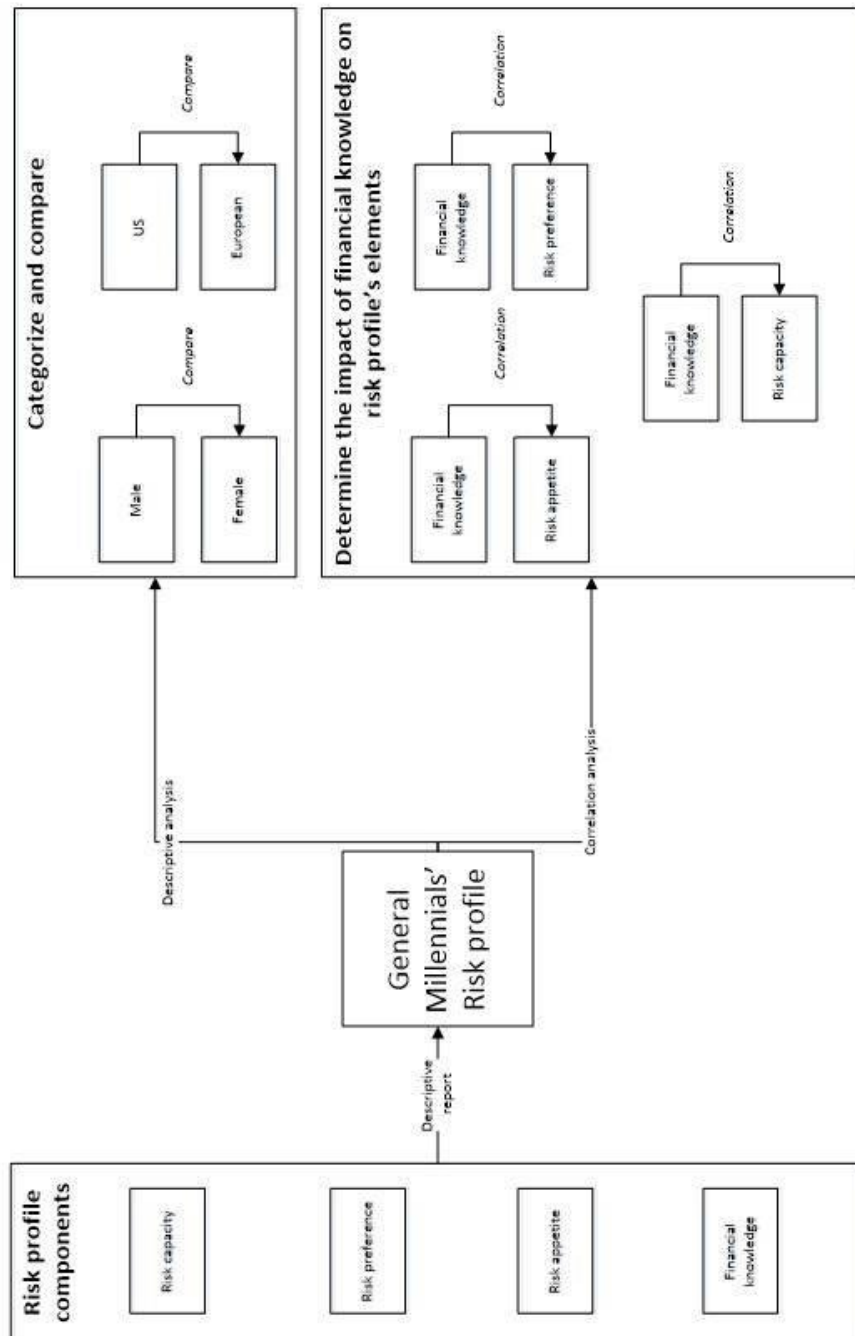 Risk profile
components
Risk capacity
Risk preference
Risk appetite
Financial
knowledge
Descriptive
report
General
Millennials’
Risk profile
Descriptive analysis
Correlation analysis
Categorize and compare
Male
Female
Compare
US
European
Compare
Determine the impact of financial knowledge on
risk profile’s elements
Financial
knowledge
Risk appetite
Correlation
Financial
knowledge
Risk preference
Correlation
Financial
knowledge
Risk capacity
Correlation